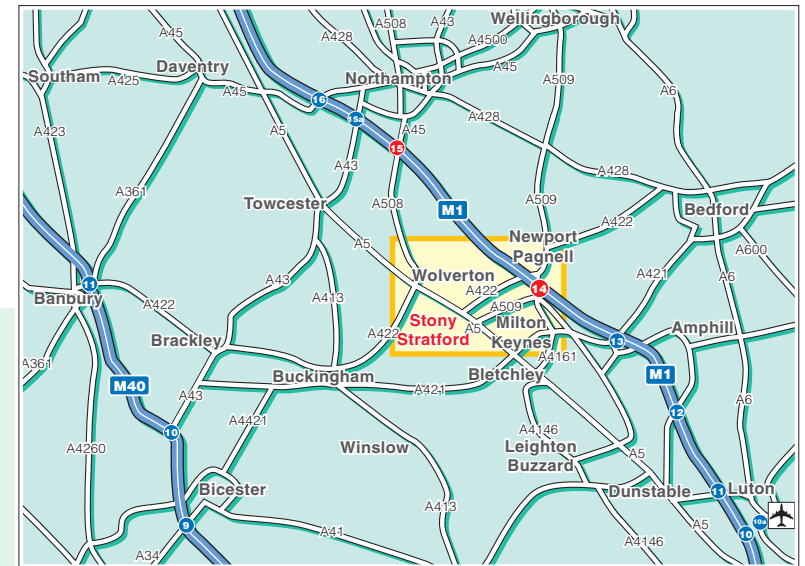 A508
A43
Wellingborough
A45
A428
A4500
Daventry
A45
Southam
A425
Northampton
A509
A45
16
A6
A423
A5
15a
A45
A428
15
A43
A428
A361
A509
Towcester
A508
M1
Bedford
A422
A5
Newport
Pagnell
A600
11
Wolverton
A421
A6
A43
A413
A422
14
Banbury
A422
A509
Stony
Stratford
A5
Milton
Keynes
Amphill
A422
13
Brackley
A4161
A361
Buckingham
Bletchley
M1
M40
A421
A43
A4421
12
A6
10
A4146
A4260
Winslow
Leighton
Buzzard
A5
Bicester
Dunstable
11
Luton
A413
9
A41
A5
10a
10
A34
A4146